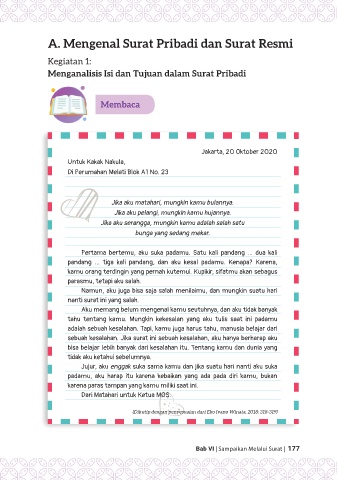 A. Mengenal Surat Pribadi dan Surat Resmi
Kegiatan 1:
Menganalisis Isi dan Tujuan dalam Surat Pribadi
Membaca
Jakarta, 20 Oktober 2020
Untuk Kakak Nakula,
Di Perumahan Melati Blok A1 No. 23
Jika aku matahari, mungkin kamu bulannya.
Jika aku pelangi, mungkin kamu hujannya.
Jika aku serangga, mungkin kamu adalah salah satu
bunga yang sedang mekar.
Pertama bertemu, aku suka padamu. Satu kali pandang ... dua kali
pandang ... tiga kali pandang, dan aku kesal padamu. Kenapa? Karena,
kamu orang terdingin yang pernah kutemui. Kupikir, sifatmu akan sebagus
parasmu, tetapi aku salah.
Namun, aku juga bisa saja salah menilaimu, dan mungkin suatu hari
nanti surat ini yang salah.
Aku memang belum mengenal kamu seutuhnya, dan aku tidak banyak
tahu tentang kamu. Mungkin kekesalan yang aku tulis saat ini padamu
adalah sebuah kesalahan. Tapi, kamu juga harus tahu, manusia belajar dari
sebuah kesalahan. Jika surat ini sebuah kesalahan, aku hanya berharap aku
bisa belajar lebih banyak dari kesalahan itu. Tentang kamu dan dunia yang
tidak aku ketahui sebelumnya.
Jujur, aku enggak suka sama kamu dan jika suatu hari nanti aku suka
padamu, aku harap itu karena kebaikan yang ada pada diri kamu, bukan
karena paras tampan yang kamu miliki saat ini.
Dari Matahari untuk Ketua MOS
(Dikutip dengan penyesuaian dari Eko Ivano Winata, 2018: 318-319)
Bab VI | Sampaikan Melalui Surat | 177